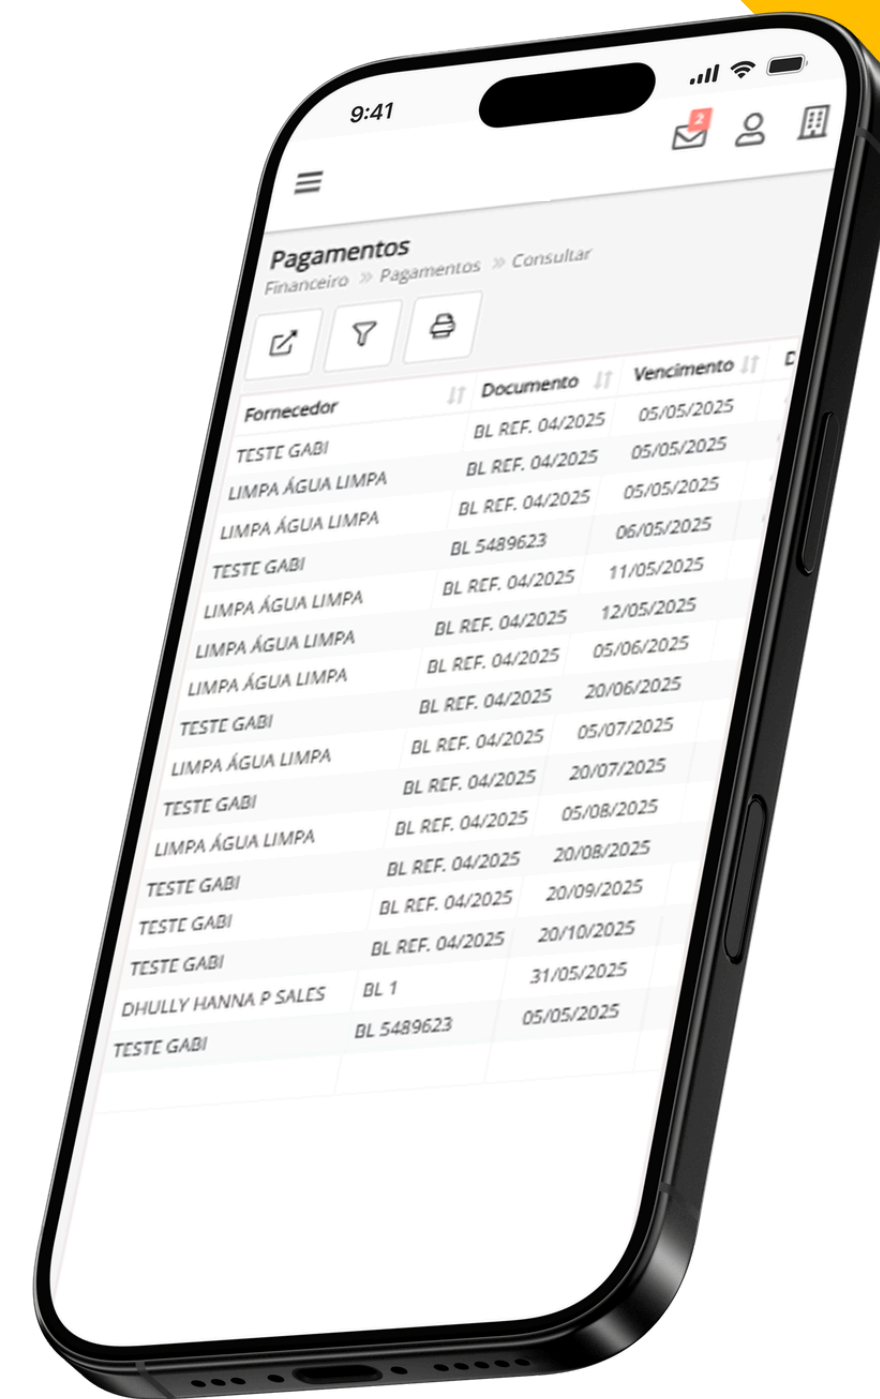 9:41
2
Pagamentos
Financeiro » Pagamentos » Consultar
Fornecedor Documento Vencimento D
TESTE GABI BL REF. 04/2025 05/05/2025
LIMPA ÁGUA LIMPA BL REF. 04/2025 05/05/2025
LIMPA ÁGUA LIMPA BL REF. 04/2025 05/05/2025
TESTE GABI BL 5489623 06/05/2025
LIMPA ÁGUA LIMPA BL REF. 04/2025 11/05/2025
LIMPA ÁGUA LIMPA BL REF. 04/2025 12/05/2025
LIMPA ÁGUA LIMPA BL REF. 04/2025 05/06/2025
TESTE GABI BL REF. 04/2025 20/06/2025
LIMPA ÁGUA LIMPA BL REF. 04/2025 05/07/2025
TESTE GABI BL REF. 04/2025 20/07/2025
LIMPA ÁGUA LIMPA BL REF. 04/2025 05/08/2025
TESTE GABI BL REF. 04/2025 20/08/2025
TESTE GABI BL REF. 04/2025 20/09/2025
TESTE GABI BL REF. 04/2025 20/10/2025
DHULLY HANNA P SALES BL 1 31/05/2025
TESTE GABI BL 5489623 05/05/2025